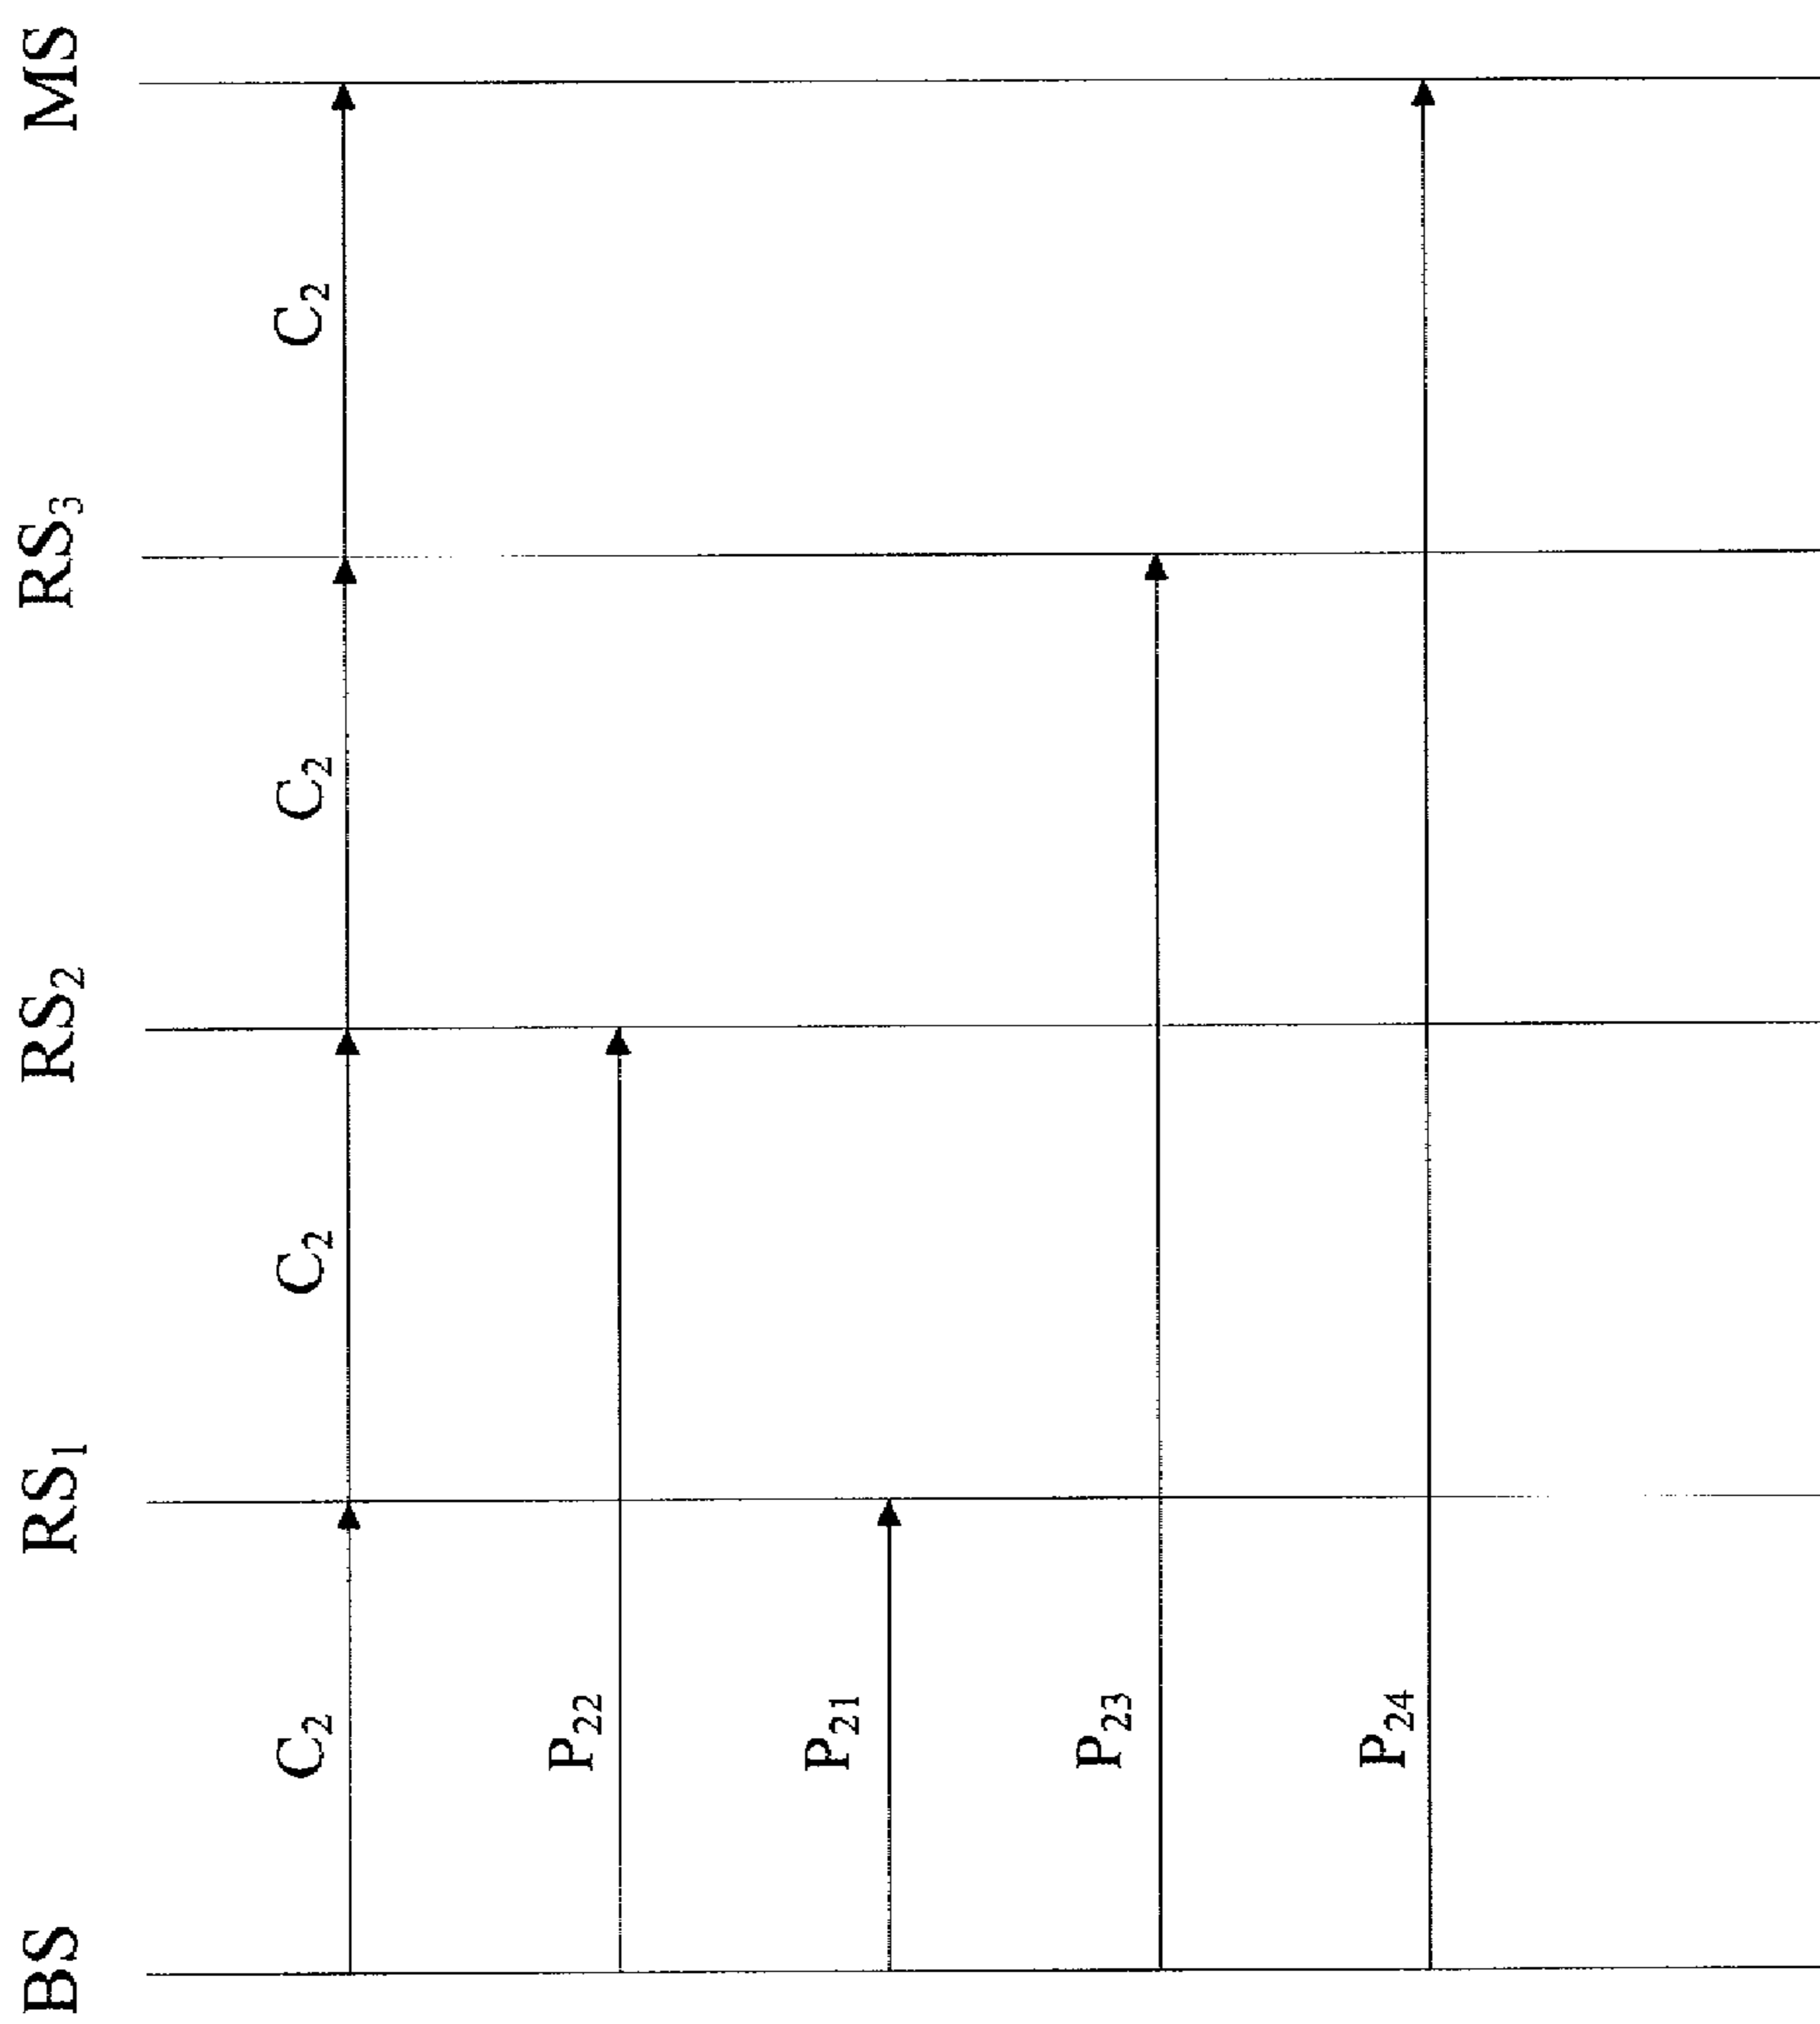 BS RS₁ RS₂ RS₃ MS
C₂ C₂ C₂ C₂
P₂₂
P₂₁
P₂₃
P₂₄